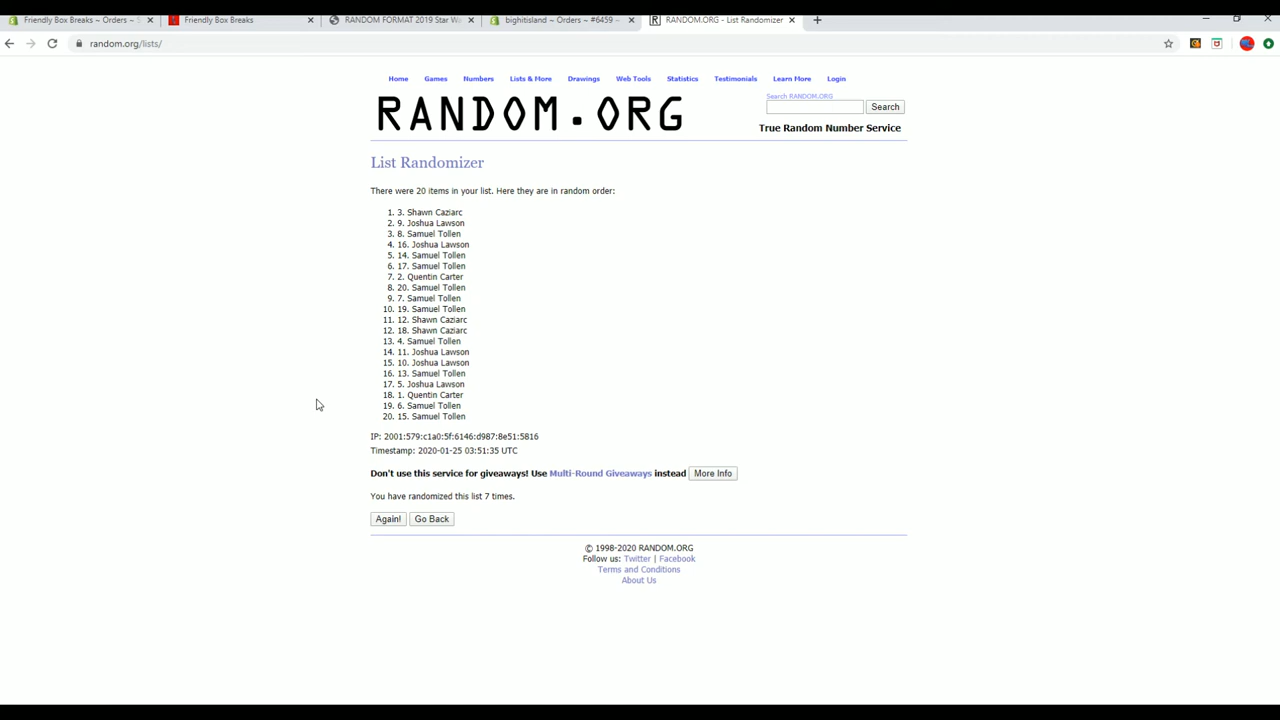 Friendly Box Breaks ~ Orders ~
Friendly Box Breaks
RANDOM FORMAT 2019 Star
bighitisland ~ Orders ~ #6459 ~
RANDOM.ORG - List Randomizer
random.org/lists/
Home Games Numbers Lists & More Drawings Web Tools Statistics Testimonials Learn More Login
Search RANDOM.ORG
RANDOM.ORG
Search
True Random Number Service
List Randomizer
There were 20 items in your list. Here they are in random order:
1. 3. Shawn Caziarc
2. 9. Joshua Lawson
3. 8. Samuel Tollen
4. 16. Joshua Lawson
5. 14. Samuel Tollen
6. 17. Samuel Tollen
7. 2. Quentin Carter
8. 20. Samuel Tollen
9. 7. Samuel Tollen
10. 19. Samuel Tollen
11. 12. Shawn Caziarc
12. 18. Shawn Caziarc
13. 4. Samuel Tollen
14. 11. Joshua Lawson
15. 10. Joshua Lawson
16. 13. Samuel Tollen
17. 5. Joshua Lawson
18. 1. Quentin Carter
19. 6. Samuel Tollen
20. 15. Samuel Tollen
IP: 2001:579:c1a0:5f:6146:d987:8e51:5816
Timestamp: 2020-01-25 03:51:35 UTC
Don't use this service for giveaways! Use Multi-Round Giveaways instead More Info
You have randomized this list 7 times.
Again! Go Back
© 1998-2020 RANDOM.ORG
Follow us: Twitter | Facebook
Terms and Conditions
About Us